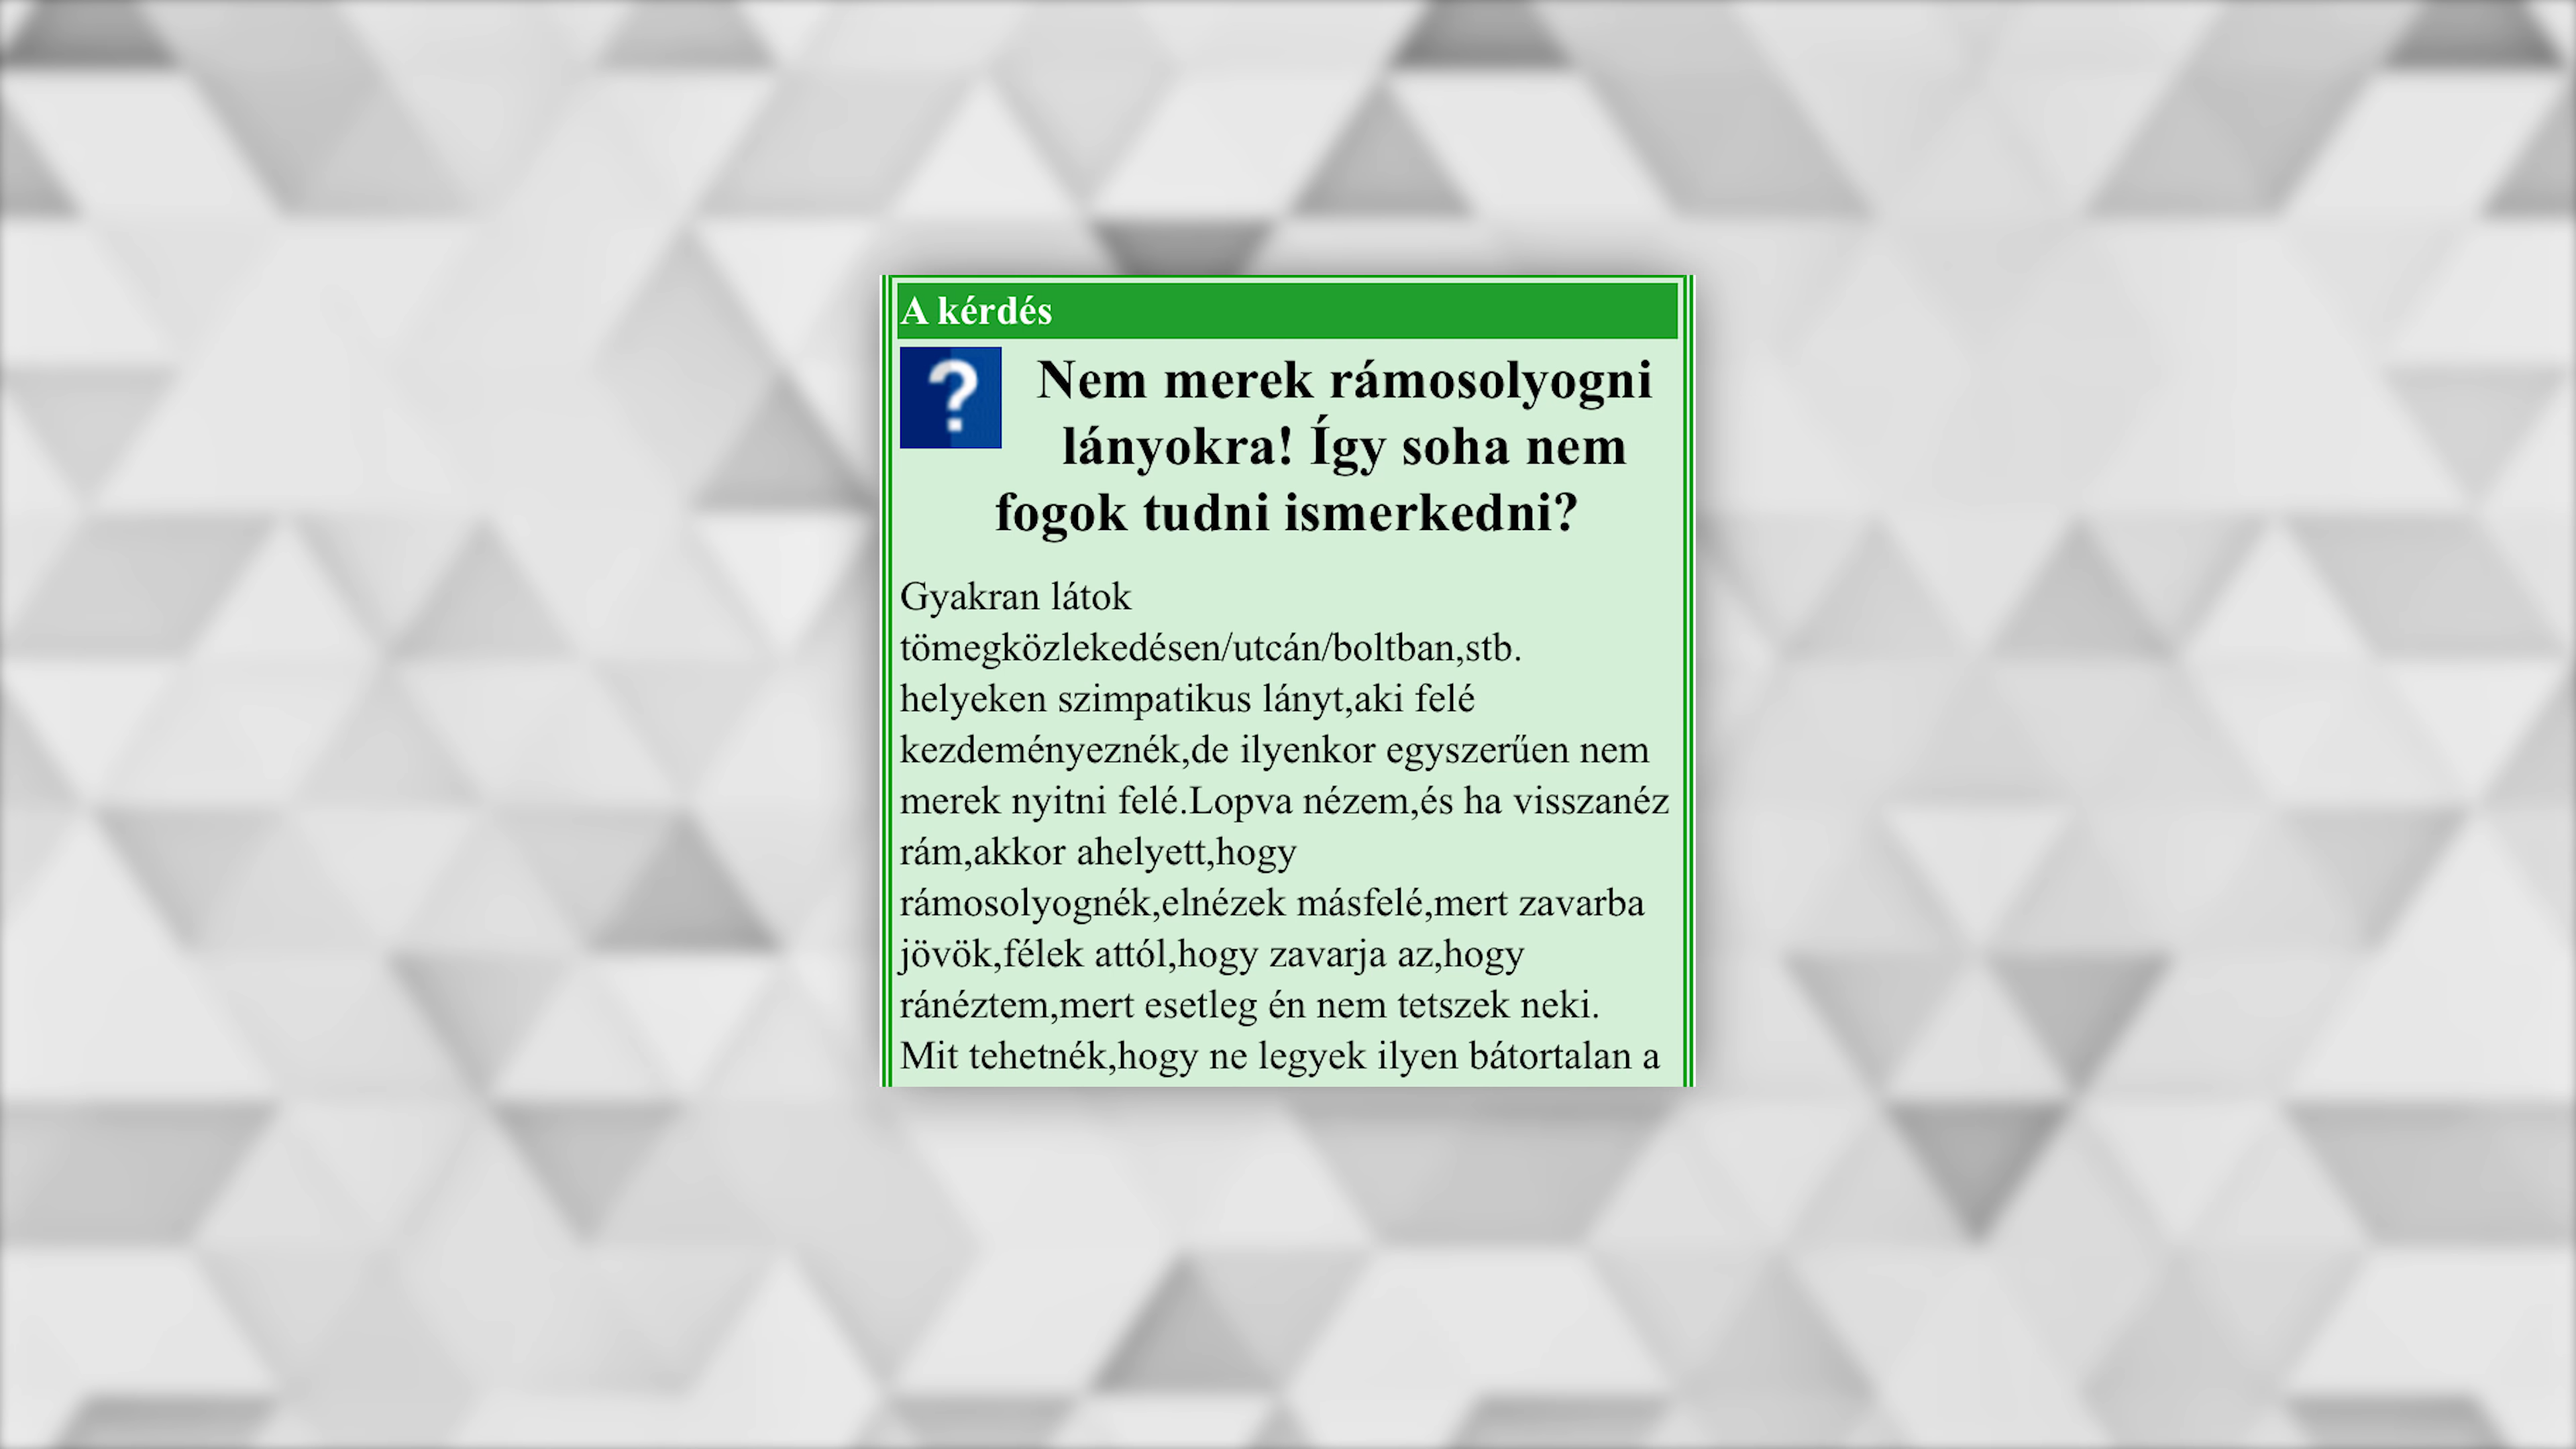 A kérdés
?
Nem merek rámosolyogni
lányokra! Így soha nem
fogok tudni ismerkedni?
Gyakran látok
tömegközlekedésen/utcán/boltban,stb.
helyeken szimpatikus lányt,aki felé
kezdeményeznék,de ilyenkor egyszerűen nem
merek nyitni felé.Lopva nézem,és ha visszanéz
rám,akkor ahelyett,hogy
rámosolyognék,elnézek másfelé,mert zavarba
jövök,félek attól,hogy zavarja az,hogy
ránéztem,mert esetleg én nem tetszek neki.
Mit tehetnék,hogy ne legyek ilyen bátortalan a